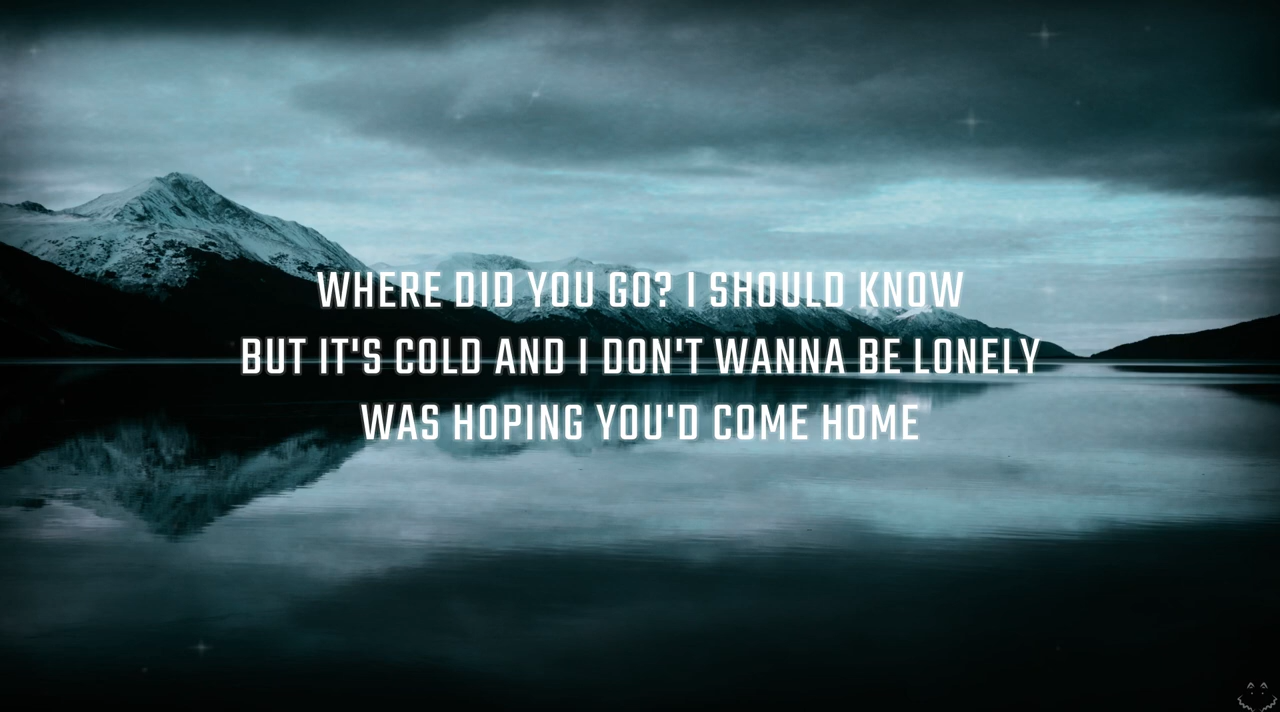 WHERE DID YOU GO? I SHOULD KNOW
BUT IT'S COLD AND I DON'T WANNA BE LONELY
WAS HOPING YOU'D COME HOME